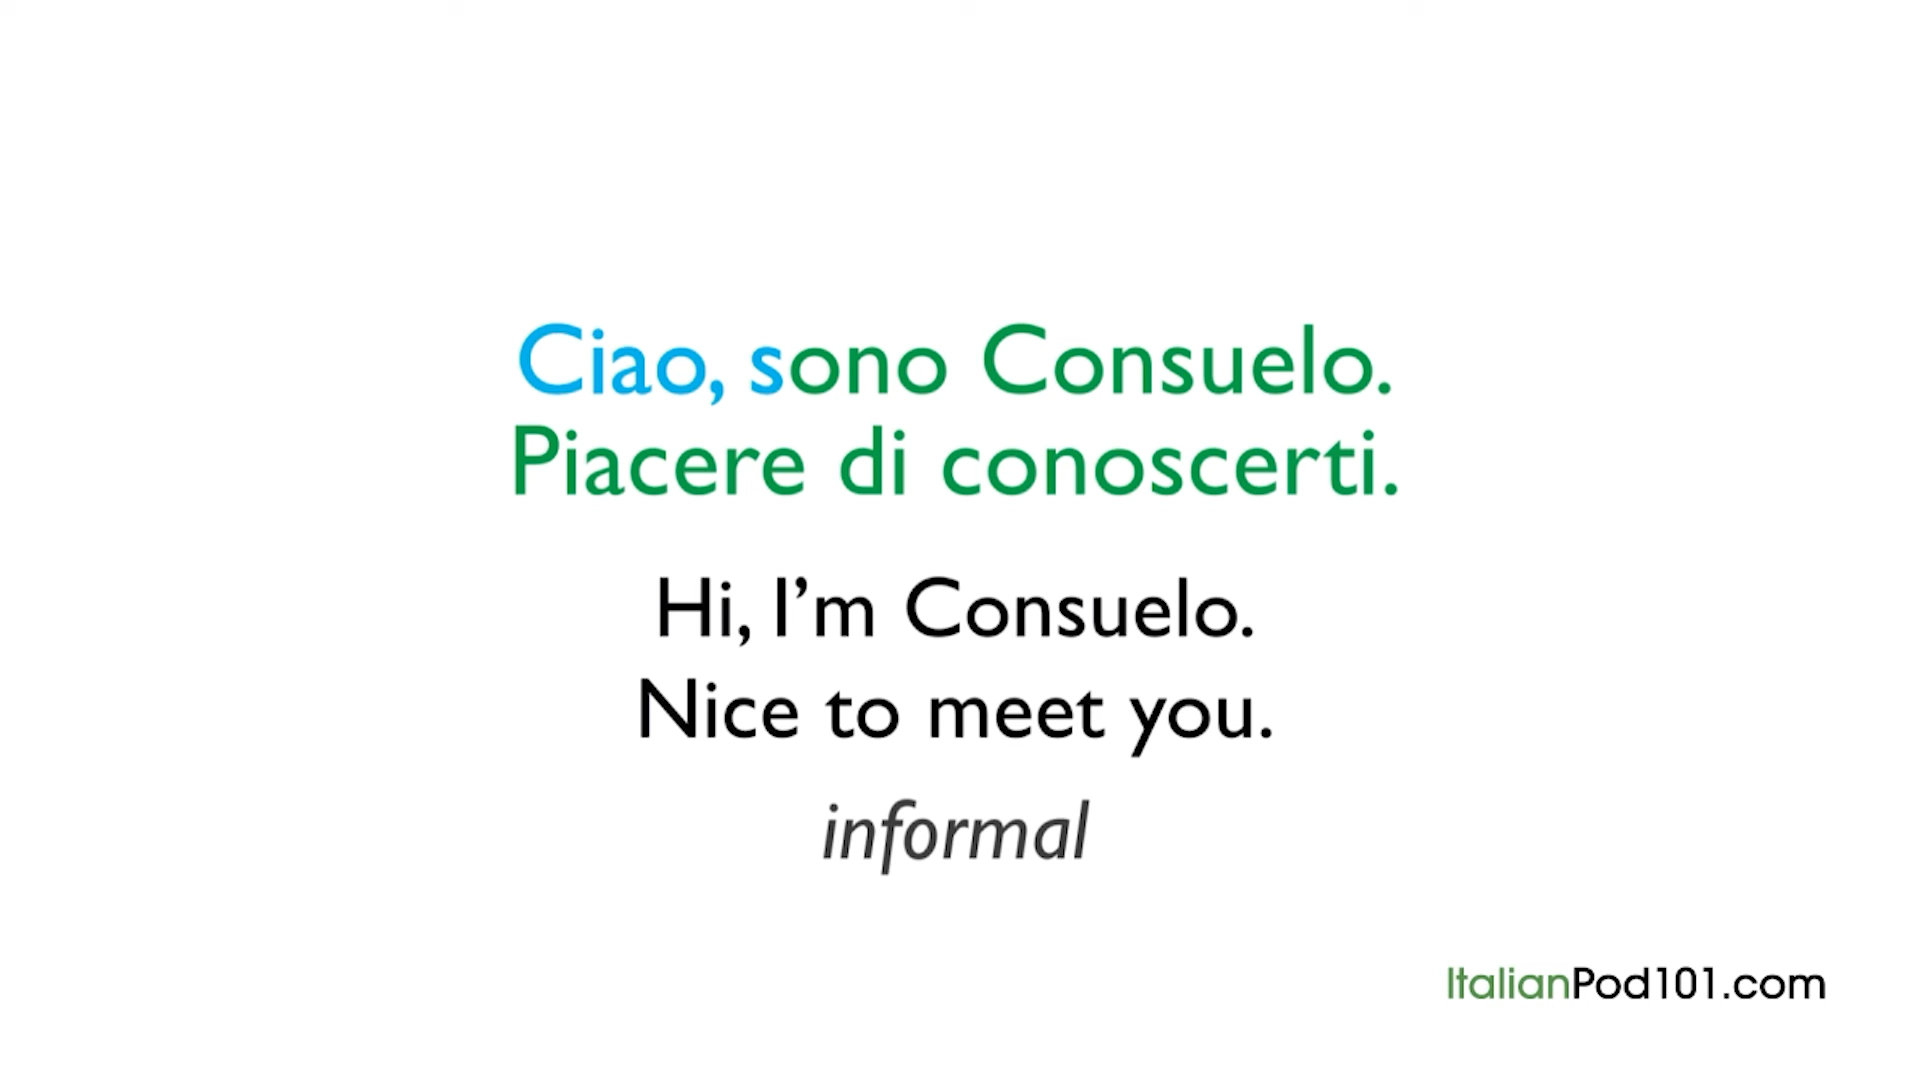 Ciao, sono Consuelo.
Piacere di conoscerti.
Hi, I’m Consuelo.
Nice to meet you.
informal
ItalianPod101.com